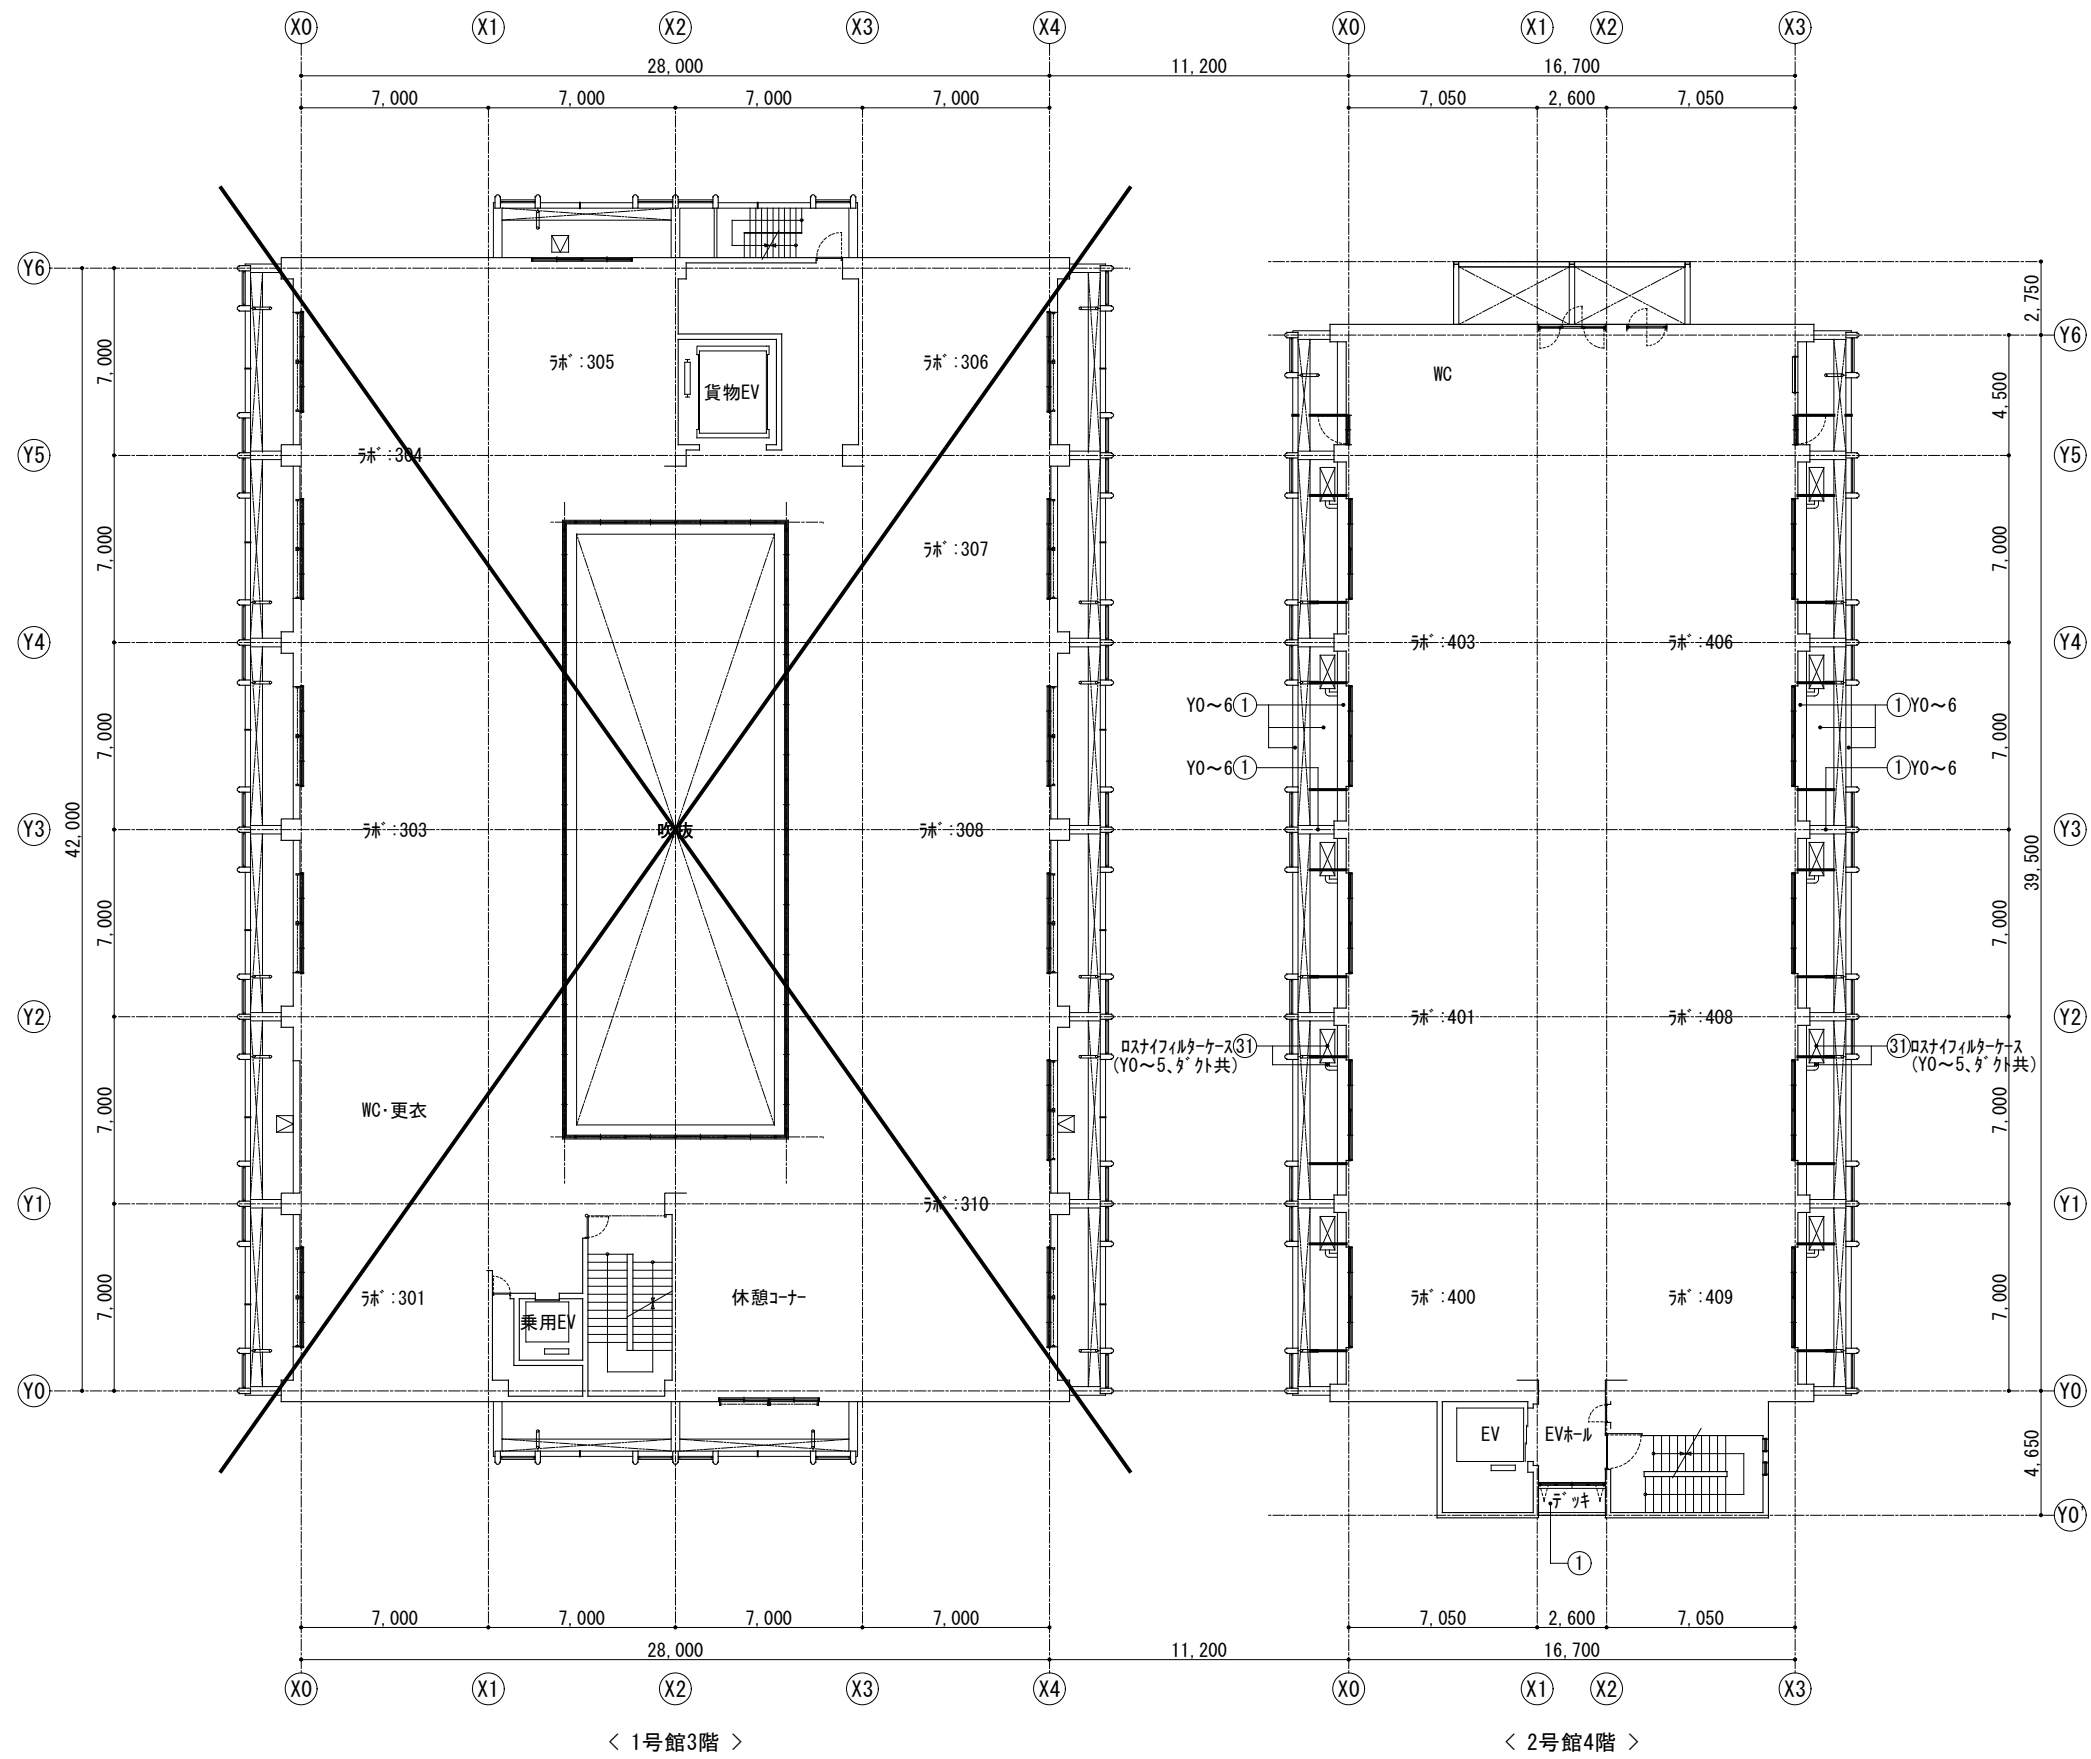 X0 X1 X2 X3 X4 X0 X1 X2 X3
28,000 11,200 16,700
7,000 7,000 7,000 7,000 7,050 2,600 7,050
Y6
2,750
Y6
7,000 ﾗﾎﾞ:305 貨物EV ﾗﾎﾞ:306 WC 4,500
Y5 ﾗﾎﾞ:304 Y5
7,000 ﾗﾎﾞ:307 7,000
Y4 ﾗﾎﾞ:403 ﾗﾎﾞ:406 Y4
Y0～6① ①Y0～6
7,000 7,000
Y0～6① ①Y0～6
42,000
Y3 ﾗﾎﾞ:303 吹抜 ﾗﾎﾞ:308 Y3
39,500
7,000 7,000
Y2 ﾗﾎﾞ:401 ﾗﾎﾞ:408 Y2
ﾛｽﾅｲﾌｨﾙﾀｰｹｰｽ㉛ ㉛ﾛｽﾅｲﾌｨﾙﾀｰｹｰｽ
(Y0～5､ﾀﾞｸﾄ共) (Y0～5､ﾀﾞｸﾄ共)
7,000 WC･更衣 7,000
Y1 ﾗﾎﾞ:310 Y1
7,000 ﾗﾎﾞ:301 乗用EV 休憩ｺｰﾅｰ ﾗﾎﾞ:400 ﾗﾎﾞ:409 7,000
Y0 Y0
EV EVﾎｰﾙ 4,650
ﾃﾞｯｷ
Y0'
①
7,000 7,000 7,000 7,000 7,050 2,600 7,050
28,000 11,200 16,700
X0 X1 X2 X3 X4 X0 X1 X2 X3
〈 1号館3階 〉 〈 2号館4階 〉